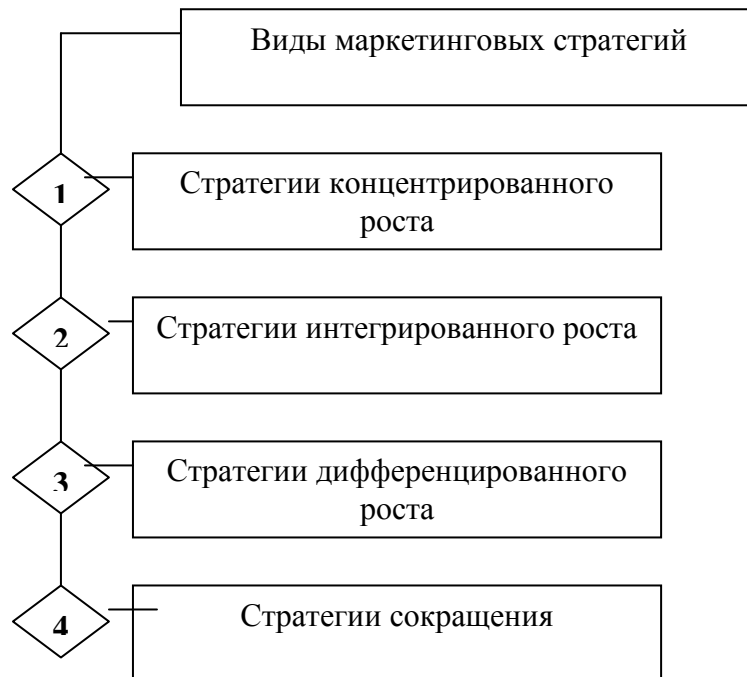 Виды маркетинговых стратегий
1
Стратегии концентрированного
роста
2
Стратегии интегрированного роста
3
Стратегии дифференцированного
роста
4
Стратегии сокращения